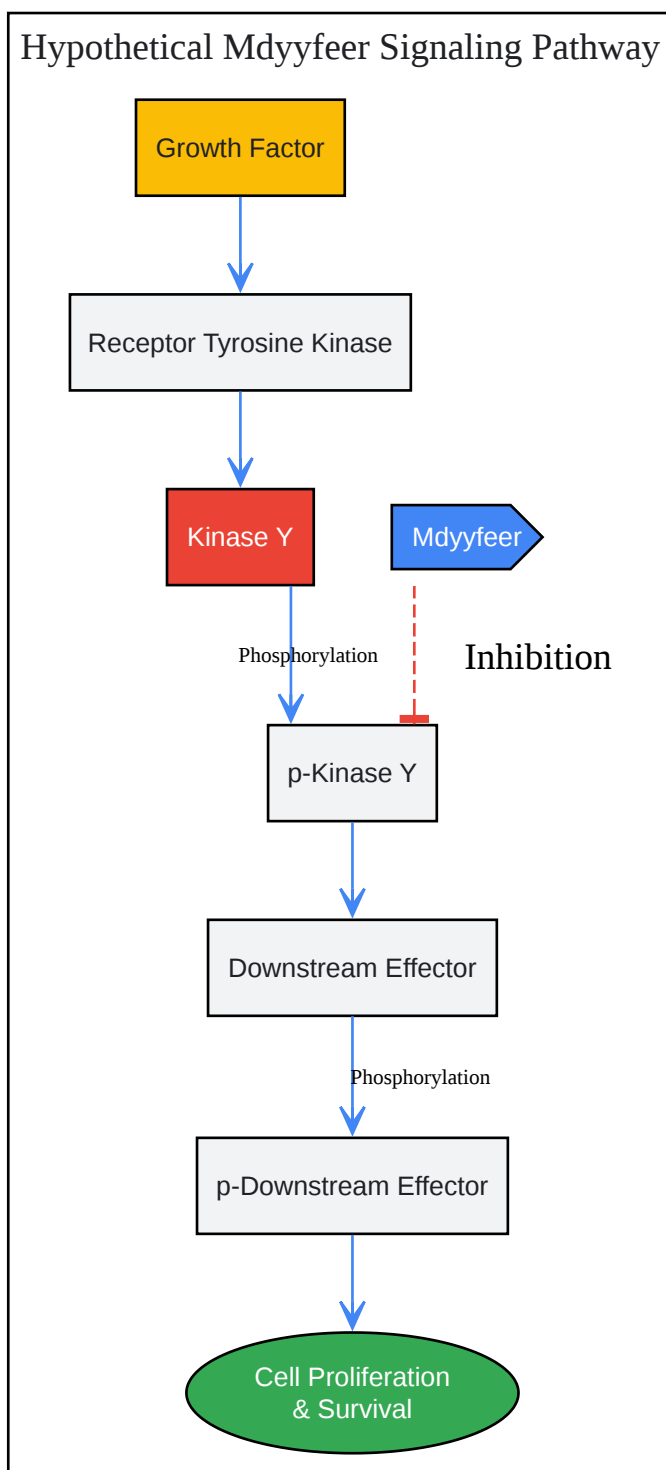 Hypothetical Mdyyfeer Signaling Pathway
Growth Factor
Receptor Tyrosine Kinase
Kinase Y
Mdyyfeer
Phosphorylation
Inhibition
p-Kinase Y
Downstream Effector
Phosphorylation
p-Downstream Effector
Cell Proliferation
& Survival